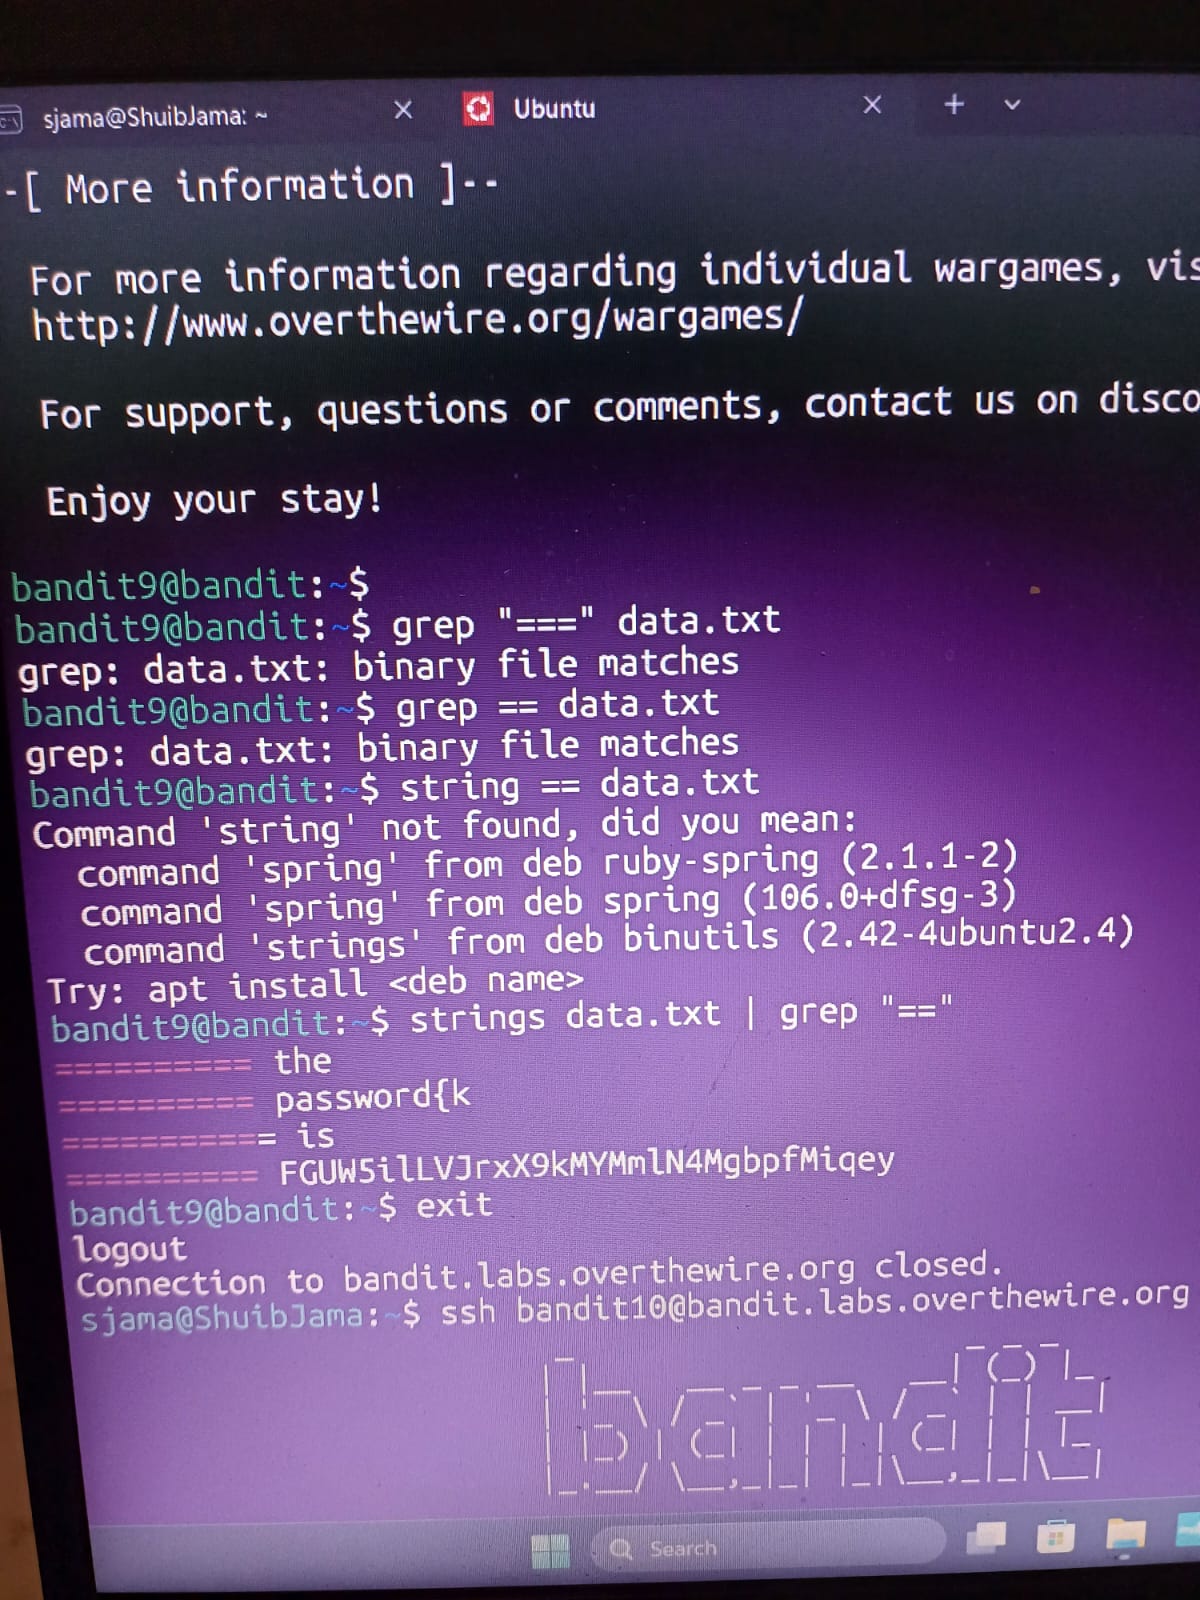 sjama@ShuibJama: ~
Ubuntu
-[ More information ]--
For more information regarding individual wargames,
http://www.overthewire.org/wargames/
For support, questions or comments, contact us on
Enjoy your stay!
bandit9@bandit:~$
bandit9@bandit:~$ grep "===" data.txt
grep: data.txt: binary file matches
bandit9@bandit:~$ grep == data.txt
grep: data.txt: binary file matches
bandit9@bandit:~$ string == data.txt
Command 'string' not found, did you mean:
command 'spring' from deb ruby-spring (2.1.1-2)
command 'spring' from deb spring (106.0+dfsg-3)
command 'strings' from deb binutils (2.42-4ubuntu2.4)
Try: apt install <deb name>
bandit9@bandit:~$ strings data.txt | grep "=="
========== the
========== password{k
=========== is
========== FGUW5ilLVJrxX9kMYMmlN4MgbpfMiqey
bandit9@bandit:~$ exit
logout
Connection to bandit.labs.overthewire.org closed.
sjama@ShuibJama:~$ ssh bandit10@bandit.labs.overthewire.org
bandit
Search